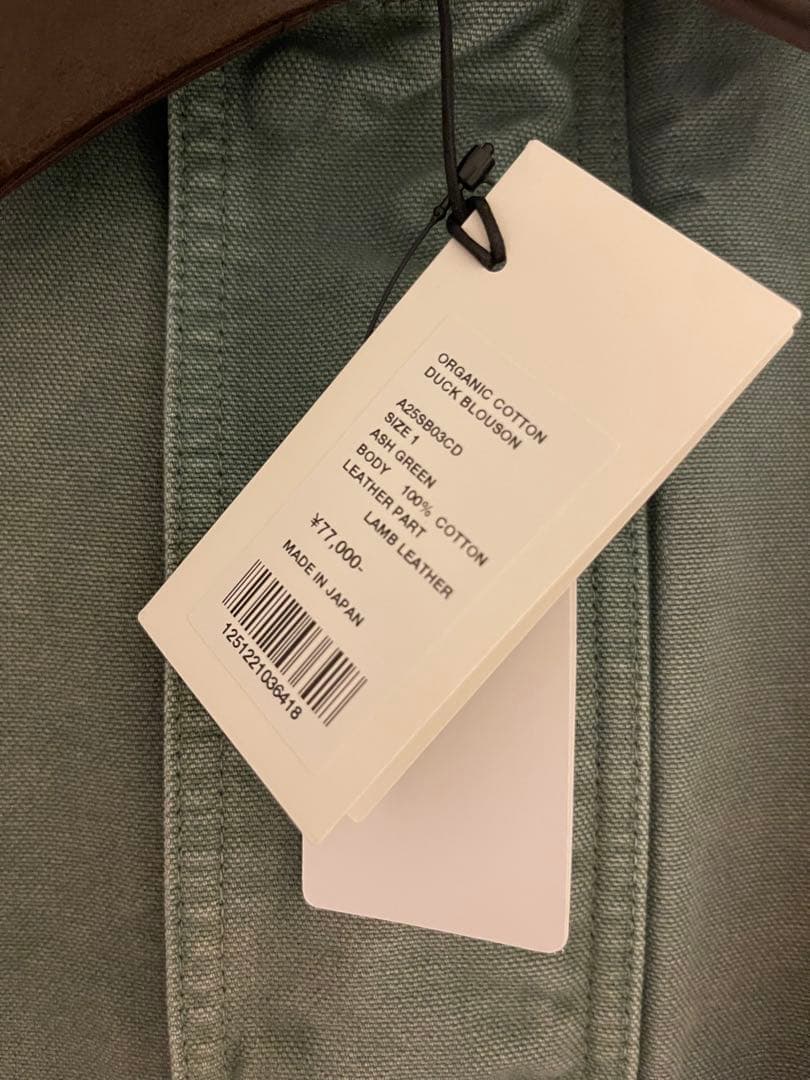 ORGANIC COTTON
DUCK BLOUSON
A25SB03CD
SIZE 1
ASH GREEN
BODY 100% COTTON
LEATHER PART
LAMB LEATHER
¥77,000-
MADE IN JAPAN
1251221036418